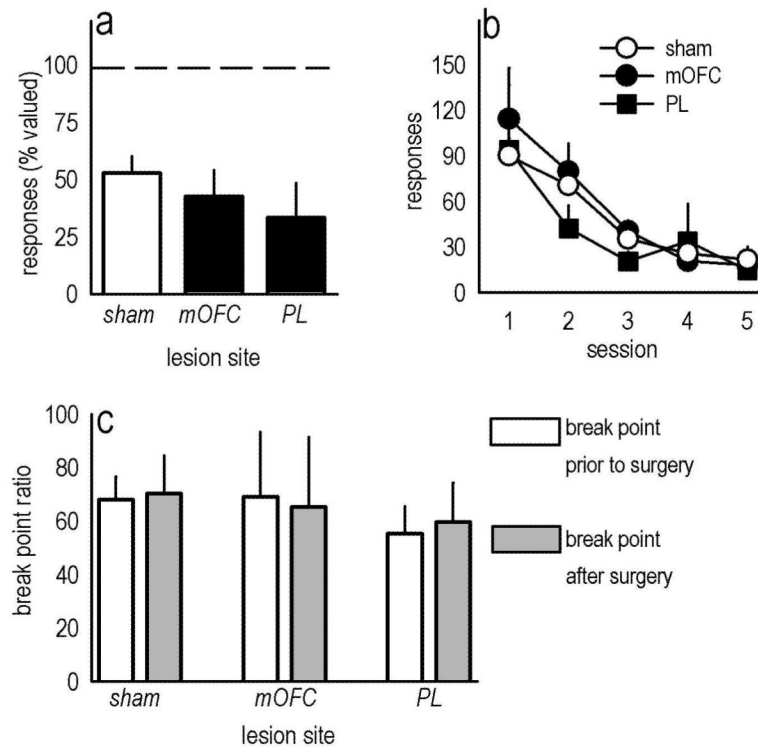 a
responses (% valued)
100
75
50
25
0
sham mOFC PL
lesion site
b
sham
mOFC
PL
responses
150
120
90
60
30
0
1 2 3 4 5
session
c
break point ratio
100
80
60
40
20
0
sham mOFC PL
lesion site
break point
prior to surgery
break point
after surgery